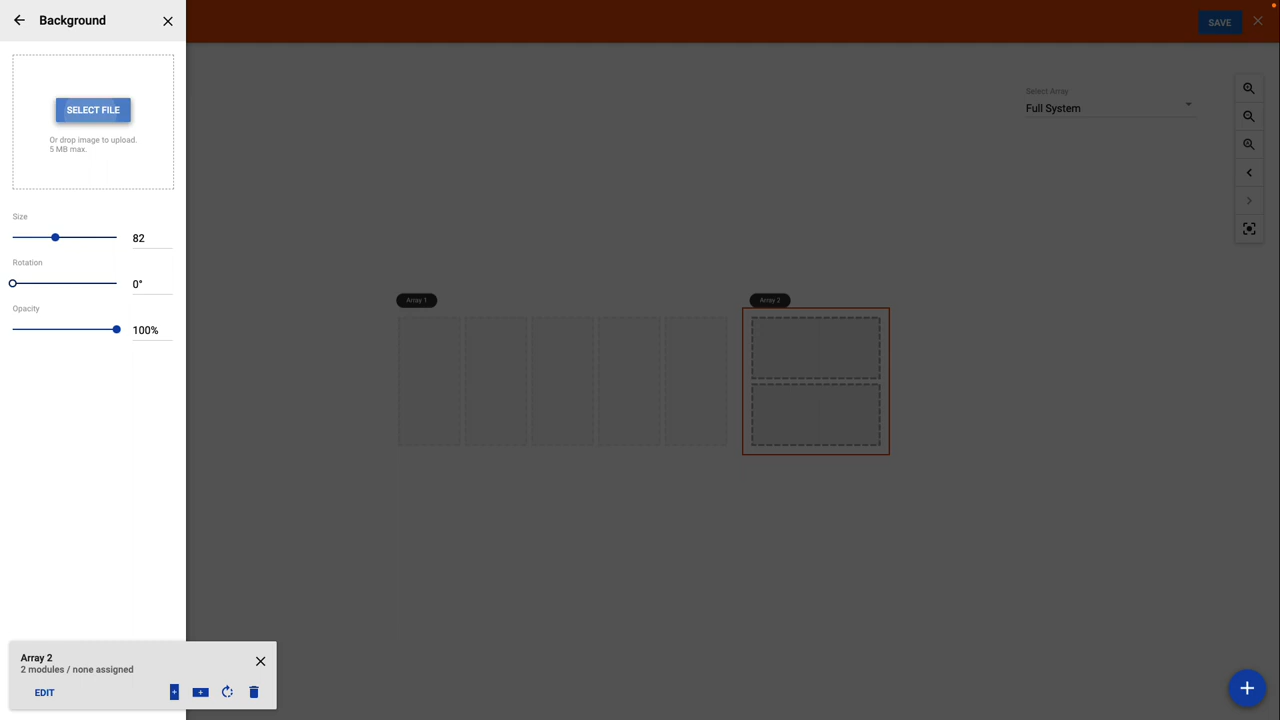 Background
SAVE
SELECT FILE
Or drop image to upload.
5 MB max.
Select Array
Full System
Size
82
Rotation
0°
Opacity
100%
Array 1
Array 2
Array 2
2 modules / none assigned
EDIT